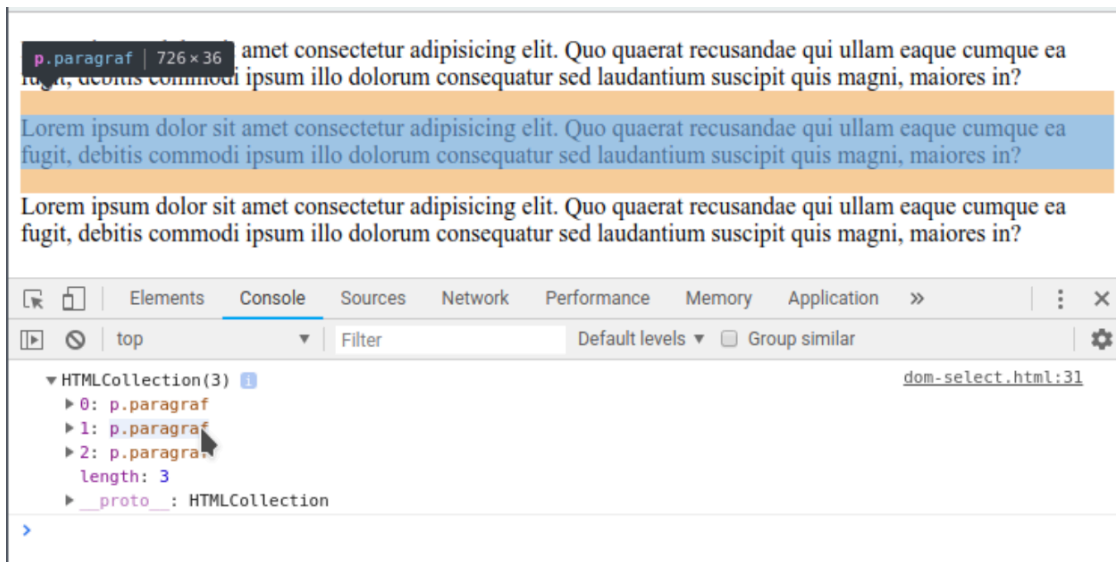 amet consectetur adipisicing elit. Quo quaerat recusandae qui ullam eaque cumque ea
p.paragraf 726 × 36
ipsum illo dolorum consequatur sed laudantium suscipit quis magni, maiores in?
Lorem ipsum dolor sit amet consectetur adipisicing elit. Quo quaerat recusandae qui ullam eaque cumque ea
fugit, debitis commodi ipsum illo dolorum consequatur sed laudantium suscipit quis magni, maiores in?
Lorem ipsum dolor sit amet consectetur adipisicing elit. Quo quaerat recusandae qui ullam eaque cumque ea
fugit, debitis commodi ipsum illo dolorum consequatur sed laudantium suscipit quis magni, maiores in?
Elements Console Sources Network Performance Memory Application »
top Filter Default levels Group similar
HTMLCollection(3) i dom-select.html:31
0: p.paragraf
1: p.paragraf
2: p.paragraf
length: 3
__proto__: HTMLCollection